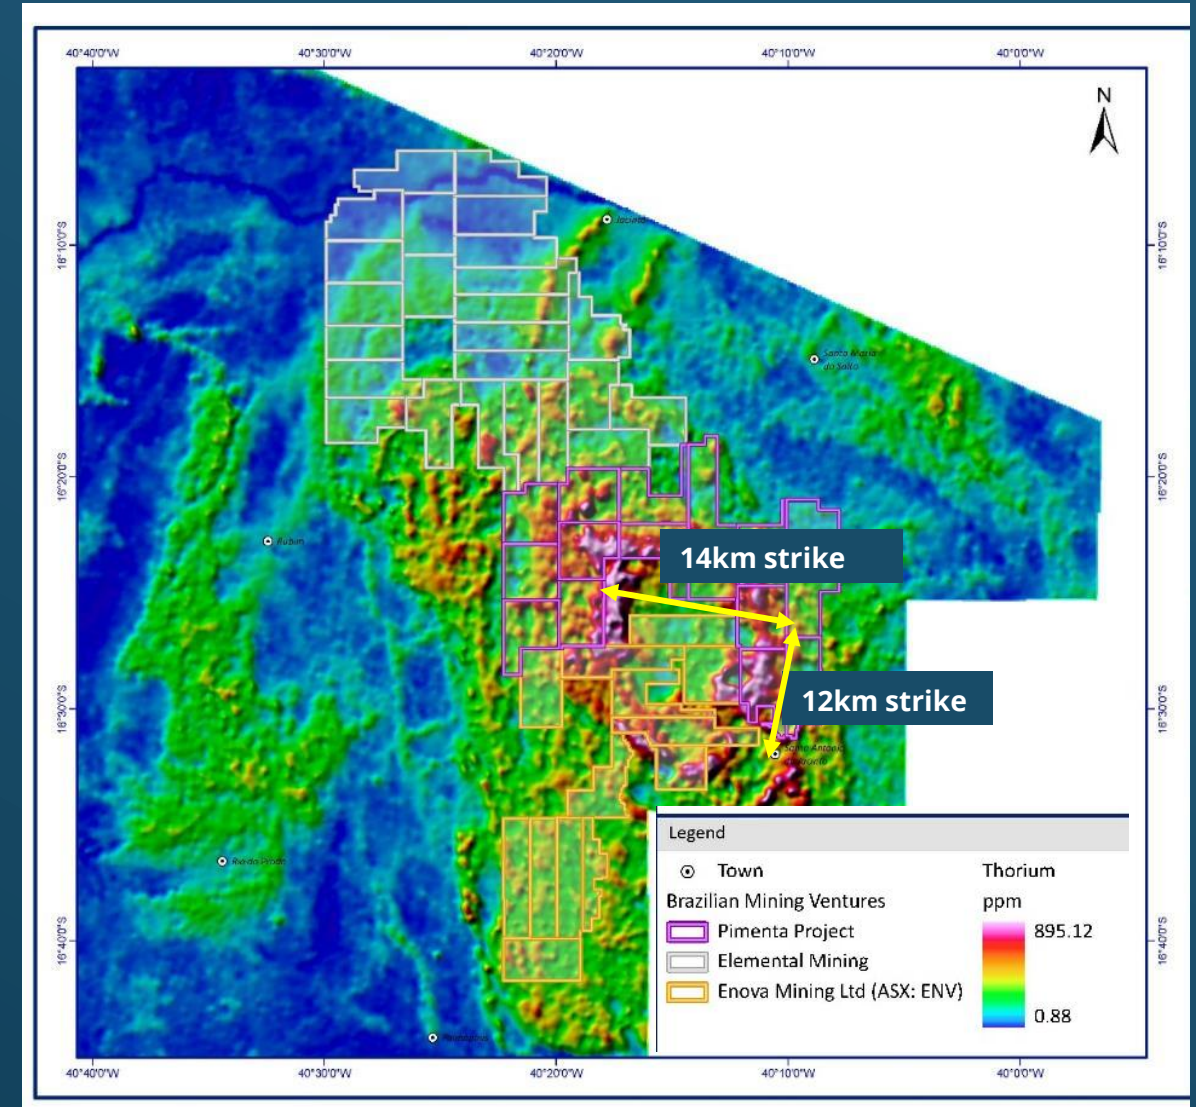 40°40'0"W 40°30'0"W 40°20'0"W 40°10'0"W 40°0'0"W
N
16°10'0"S 16°10'0"S
Santa Maria
do Salto
16°20'0"S 16°20'0"S
Rubim
14km strike
12km strike
16°30'0"S 16°30'0"S
Santo Antônio
Rio do Prado
16°40'0"S 16°40'0"S
Legend
Town
Brazilian Mining Ventures
Pimenta Project
Elemental Mining
Enova Mining Ltd (ASX: ENV)
Thorium
ppm
895.12
0.88
40°40'0"W 40°30'0"W 40°20'0"W 40°10'0"W 40°0'0"W